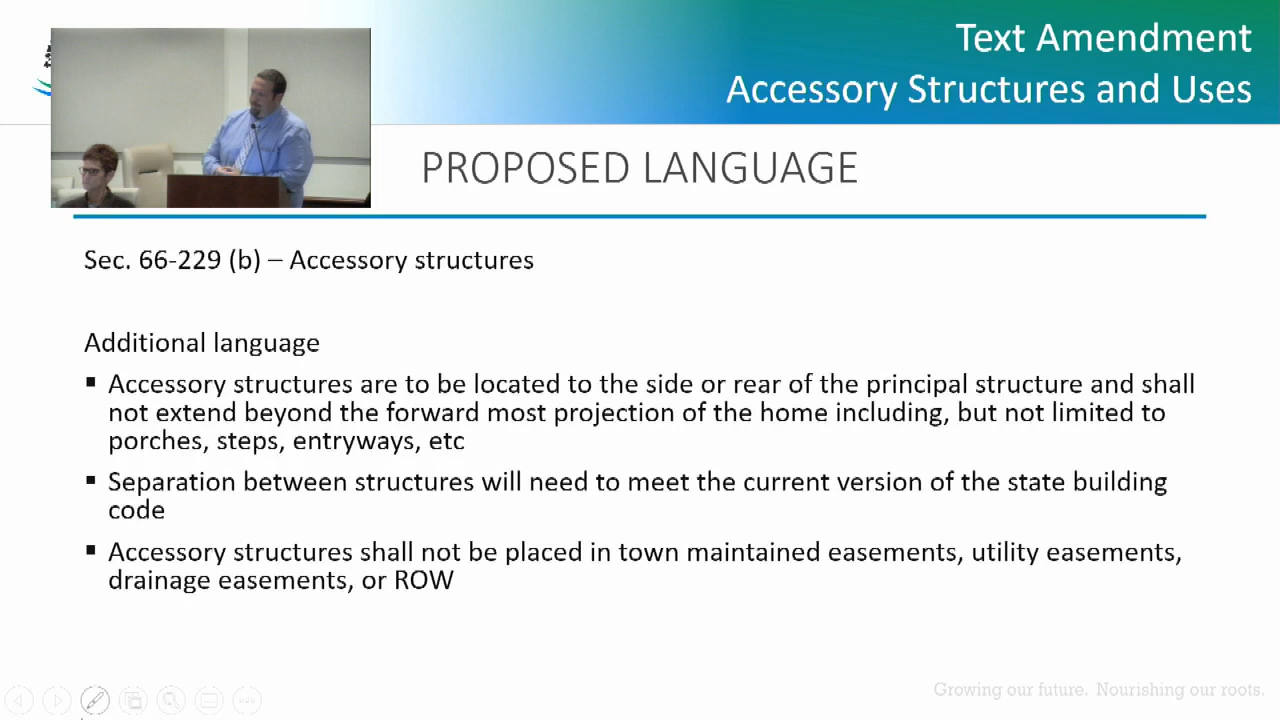 Text Amendment
Accessory Structures and Uses
PROPOSED LANGUAGE
Sec. 66-229 (b) – Accessory structures
Additional language
▪ Accessory structures are to be located to the side or rear of the principal structure and shall
not extend beyond the forward most projection of the home including, but not limited to
porches, steps, entryways, etc
▪ Separation between structures will need to meet the current version of the state building
code
▪ Accessory structures shall not be placed in town maintained easements, utility easements,
drainage easements, or ROW
Growing our future. Nourishing our roots.